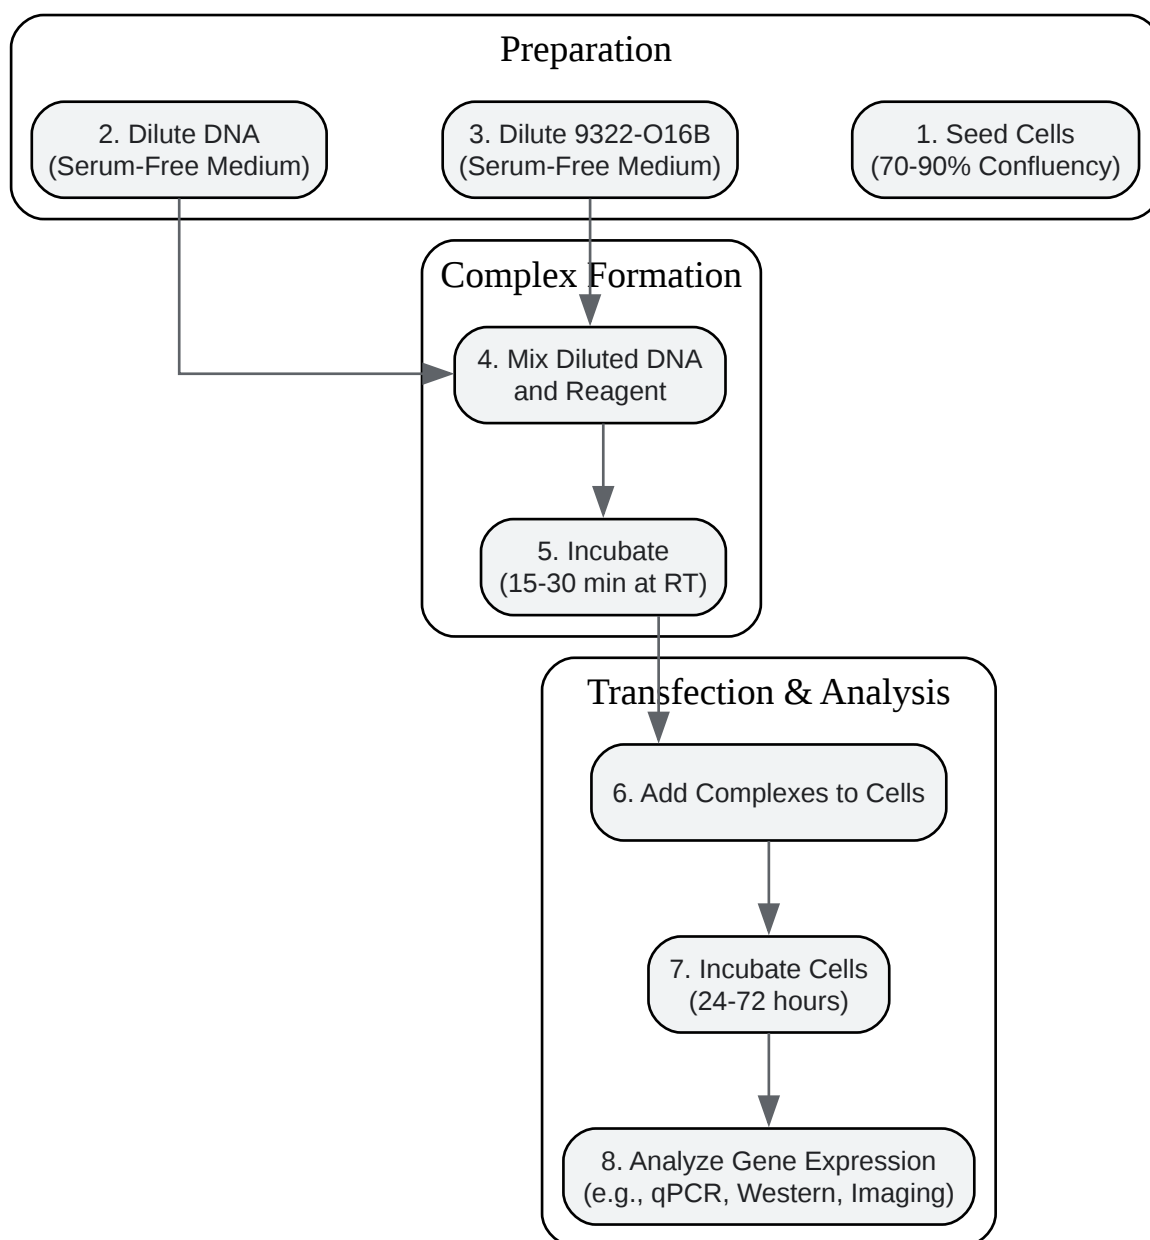 Preparation
2. Dilute DNA
(Serum-Free Medium)
3. Dilute 9322-O16B
(Serum-Free Medium)
1. Seed Cells
(70-90% Confluency)
Complex Formation
4. Mix Diluted DNA
and Reagent
5. Incubate
(15-30 min at RT)
Transfection & Analysis
6. Add Complexes to Cells
7. Incubate Cells
(24-72 hours)
8. Analyze Gene Expression
(e.g., qPCR, Western, Imaging)